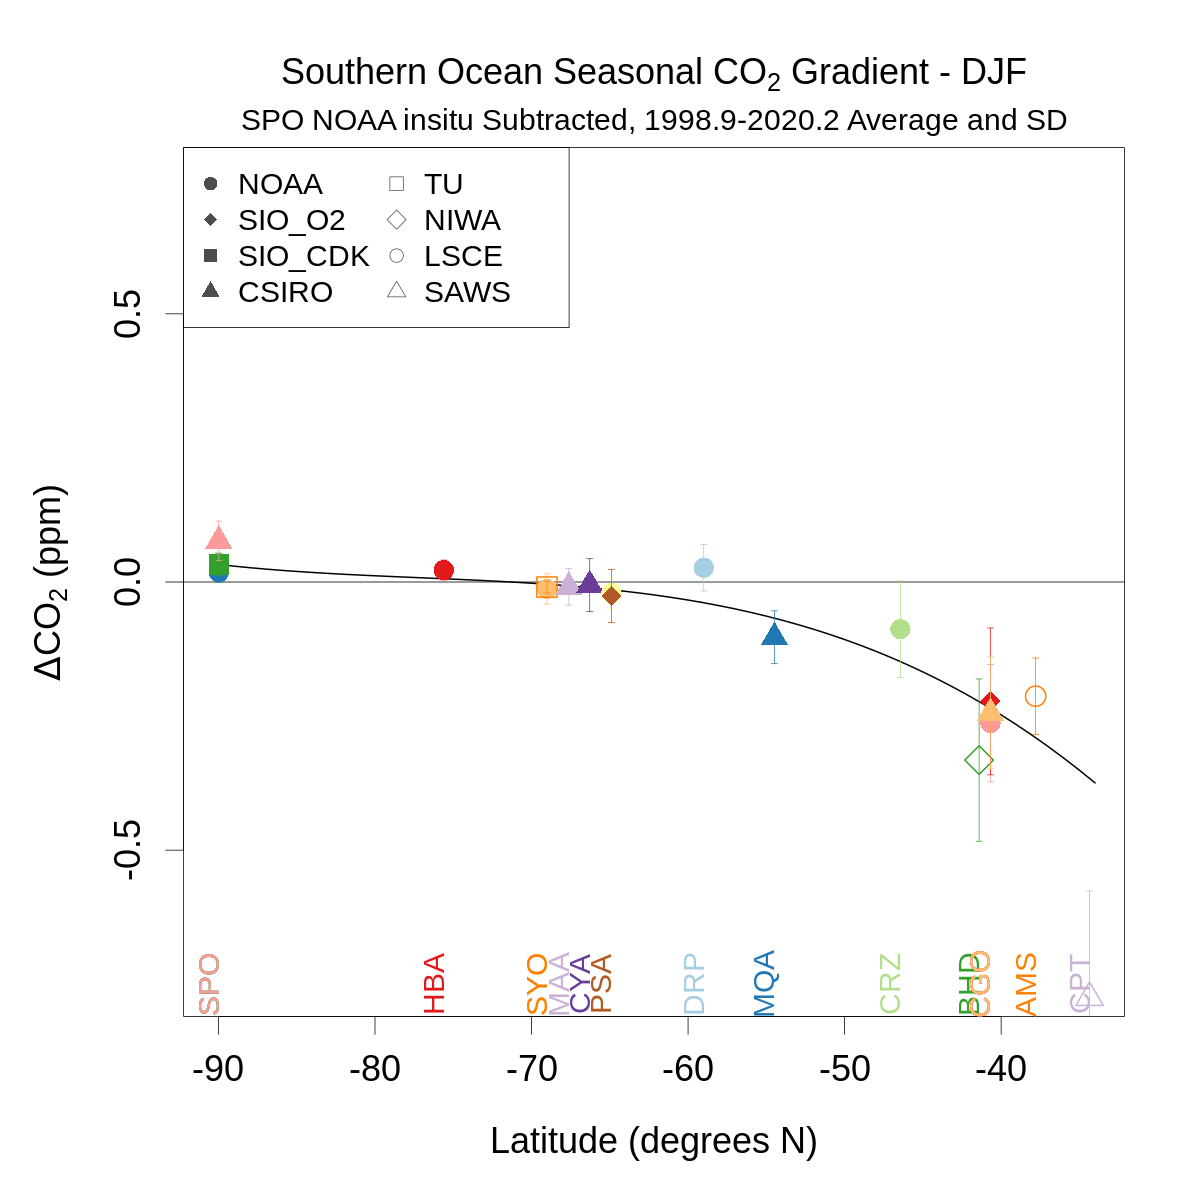 Southern Ocean Seasonal CO₂ Gradient - DJF
SPO NOAA insitu Subtracted, 1998.9-2020.2 Average and SD
NOAA
SIO_O2
SIO_CDK
CSIRO
TU
NIWA
LSCE
SAWS
ΔCO₂ (ppm)
0.5
0.0
-0.5
SPO
HBA
SYO
MAA
CYA
PSA
DRP
MQA
CRZ
BHD
CGO
AMS
CPT
-90
-80
-70
-60
-50
-40
Latitude (degrees N)